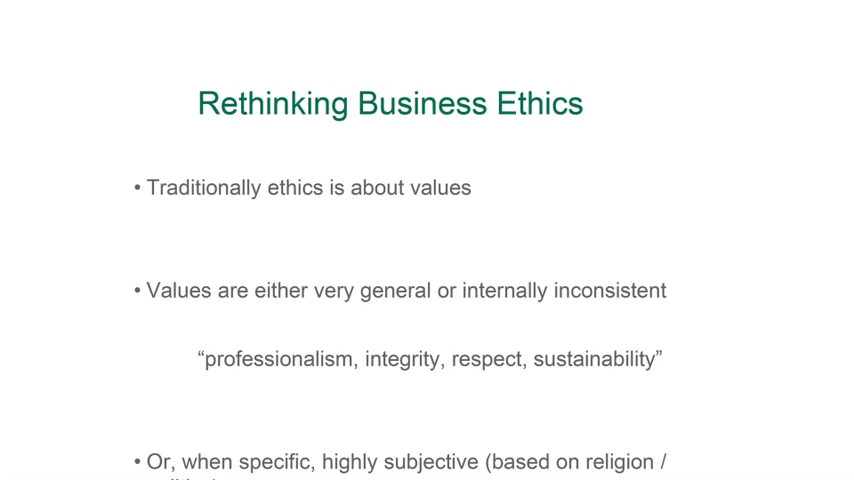 Rethinking Business Ethics
• Traditionally ethics is about values
• Values are either very general or internally inconsistent
“professionalism, integrity, respect, sustainability”
• Or, when specific, highly subjective (based on religion /